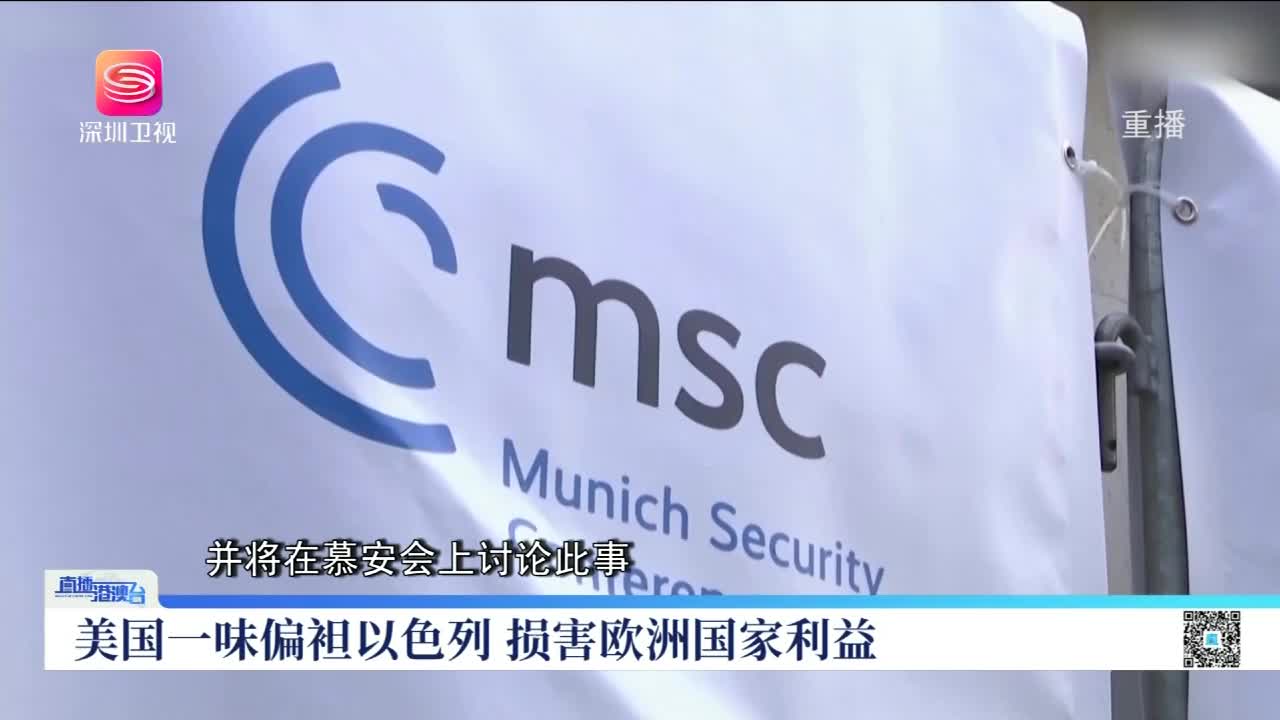 深圳卫视
重播
msc
Munich Security
并将在慕安会上讨论此事
直播
港澳台
美国一味偏袒以色列 损害欧洲国家利益